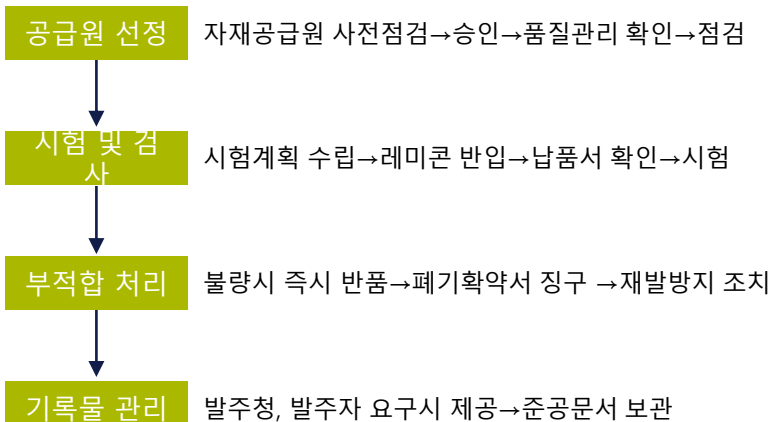 공급원 선정
자재공급원 사전점검→승인→품질관리 확인→점검
시험 및 검
사
시험계획 수립→레미콘 반입→납품서 확인→시험
부적합 처리
불량시 즉시 반품→폐기확약서 징구 →재발방지 조치
기록물 관리
발주청, 발주자 요구시 제공→준공문서 보관